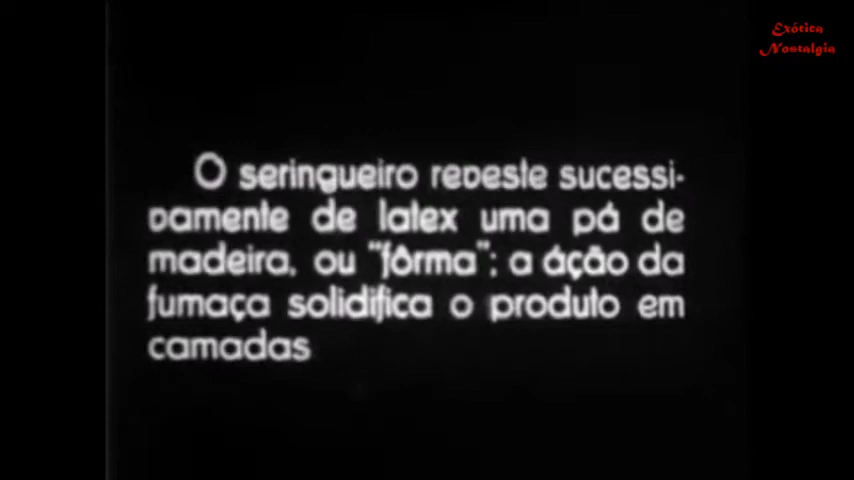 Exótica
Nostalgia
O seringueiro reveste sucessi-
vamente de latex uma pá de
madeira, ou "fôrma"; a áção da
fumaça solidifica o produto em
camadas